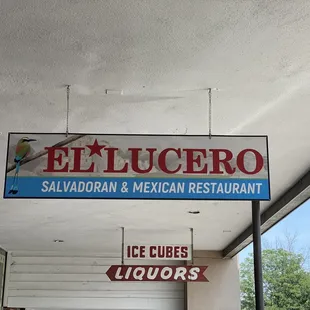 EL★LUCERO
SALVADORAN & MEXICAN RESTAURANT
ICE CUBES
LIQUORS